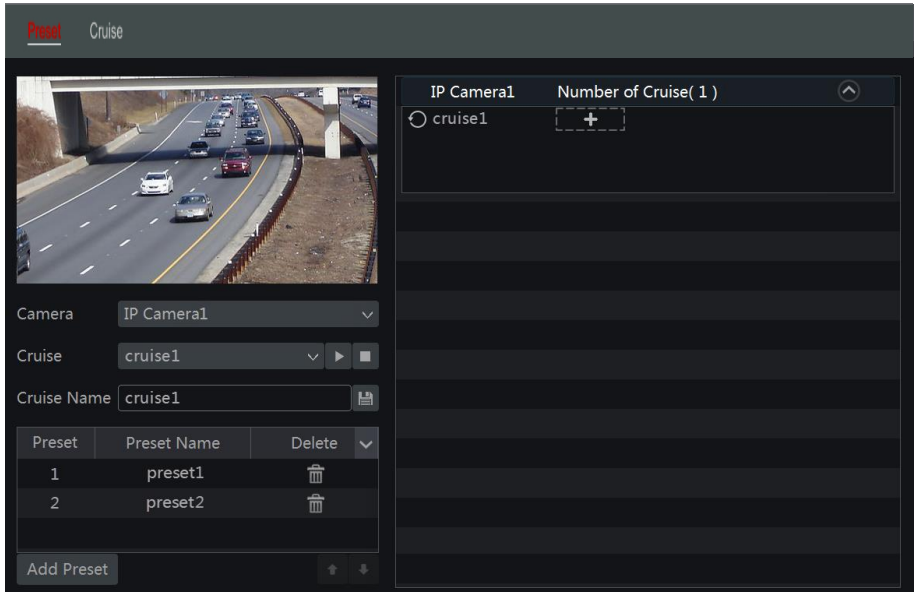 Preset Cruise
IP Camera1 Number of Cruise( 1 )
cruise1 +
Camera IP Camera1
Cruise cruise1
Cruise Name cruise1
Preset Preset Name Delete
1 preset1
2 preset2
Add Preset